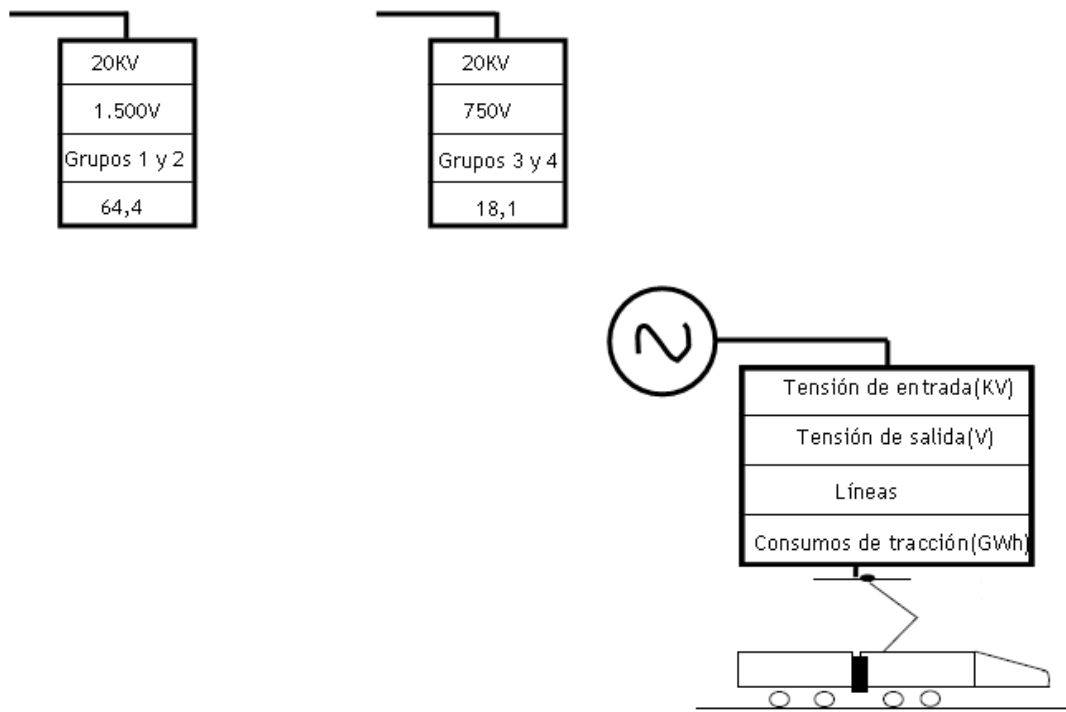 20KV
1.500V
Grupos 1 y 2
64,4
20KV
750V
Grupos 3 y 4
18,1
Tensión de entrada(KV)
Tensión de salida(V)
Líneas
Consumos de tracción(GWh)